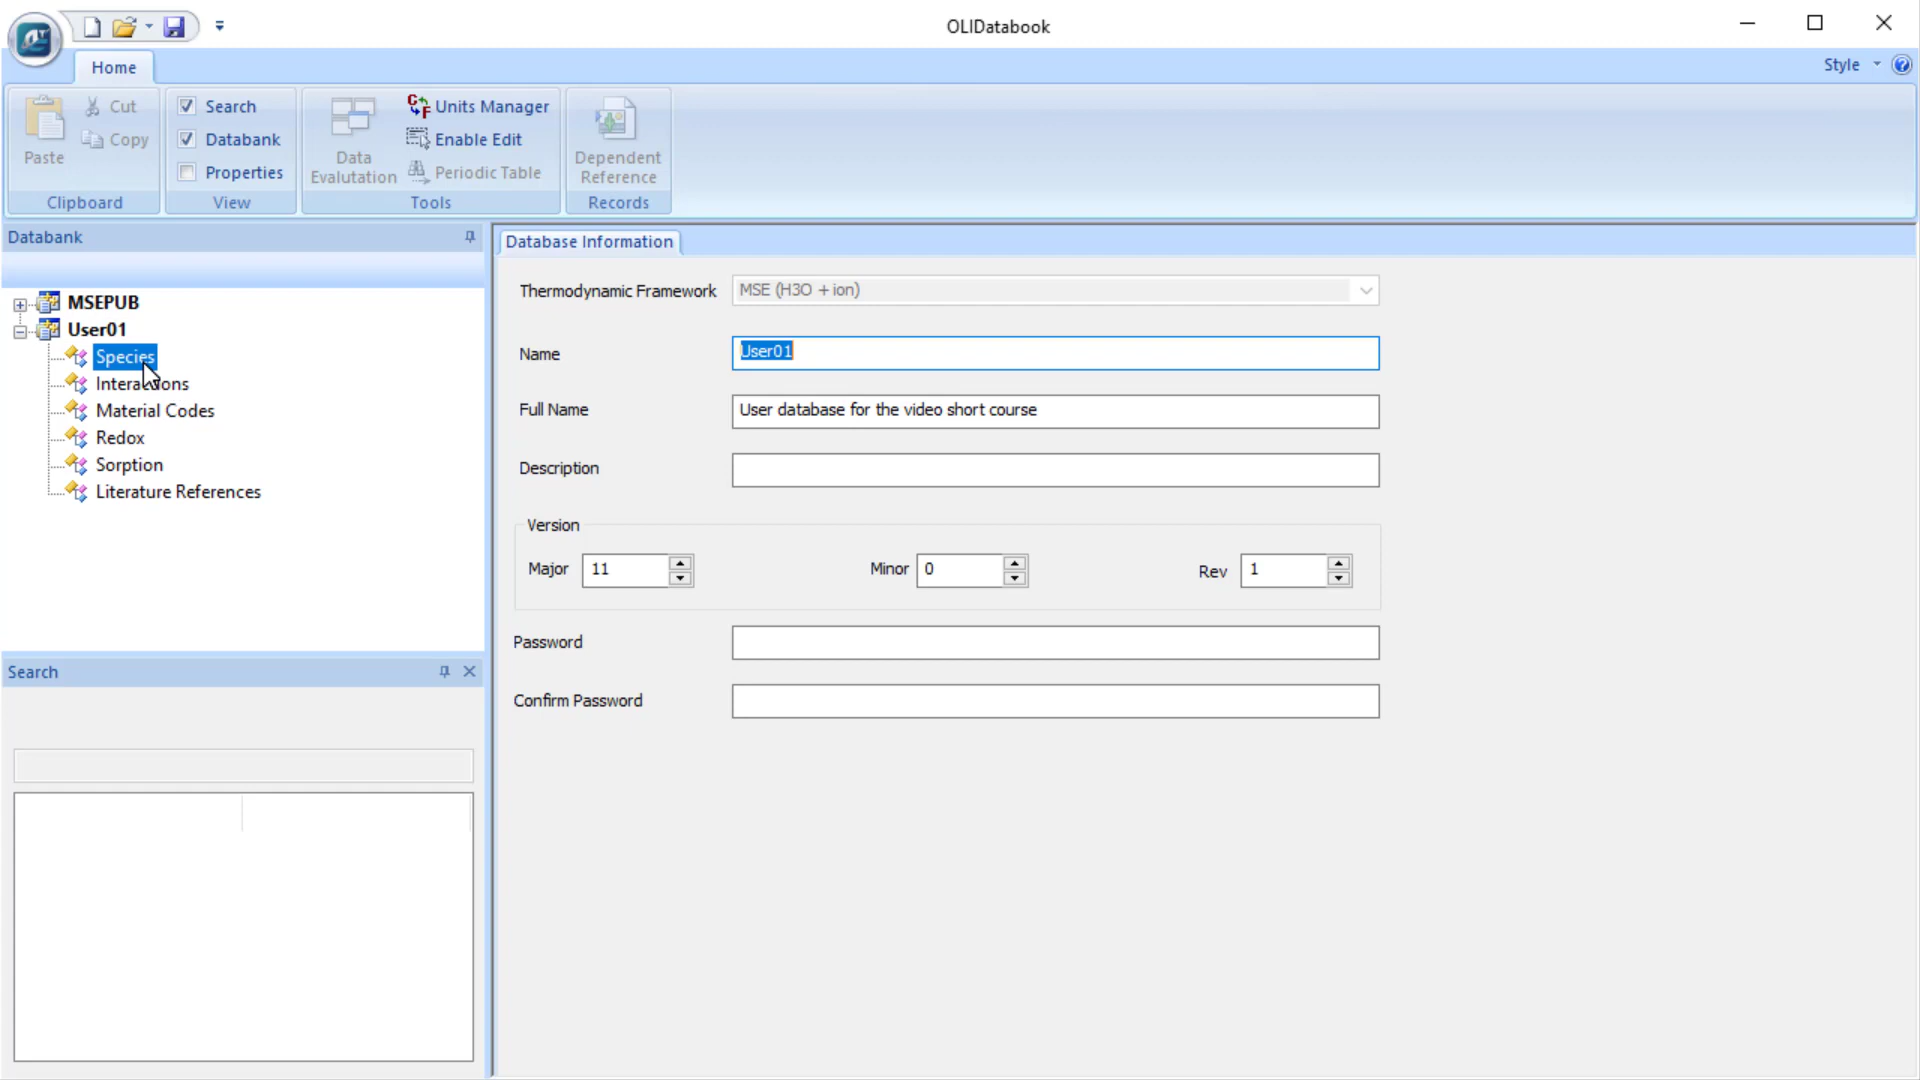 OLIDatabook
Home
Style
Paste
Cut
Copy
Clipboard
Search
Databank
Properties
View
Data
Evalutation
Units Manager
Enable Edit
Periodic Table
Tools
Dependent
Reference
Records
Databank
MSEPUB
User01
Species
Interactions
Material Codes
Redox
Sorption
Literature References
Search
Database Information
Thermodynamic Framework MSE (H3O +ion)
Name User01
Full Name User database for the video short course
Description
Version
Major 11 Minor 0 Rev 1
Password
Confirm Password